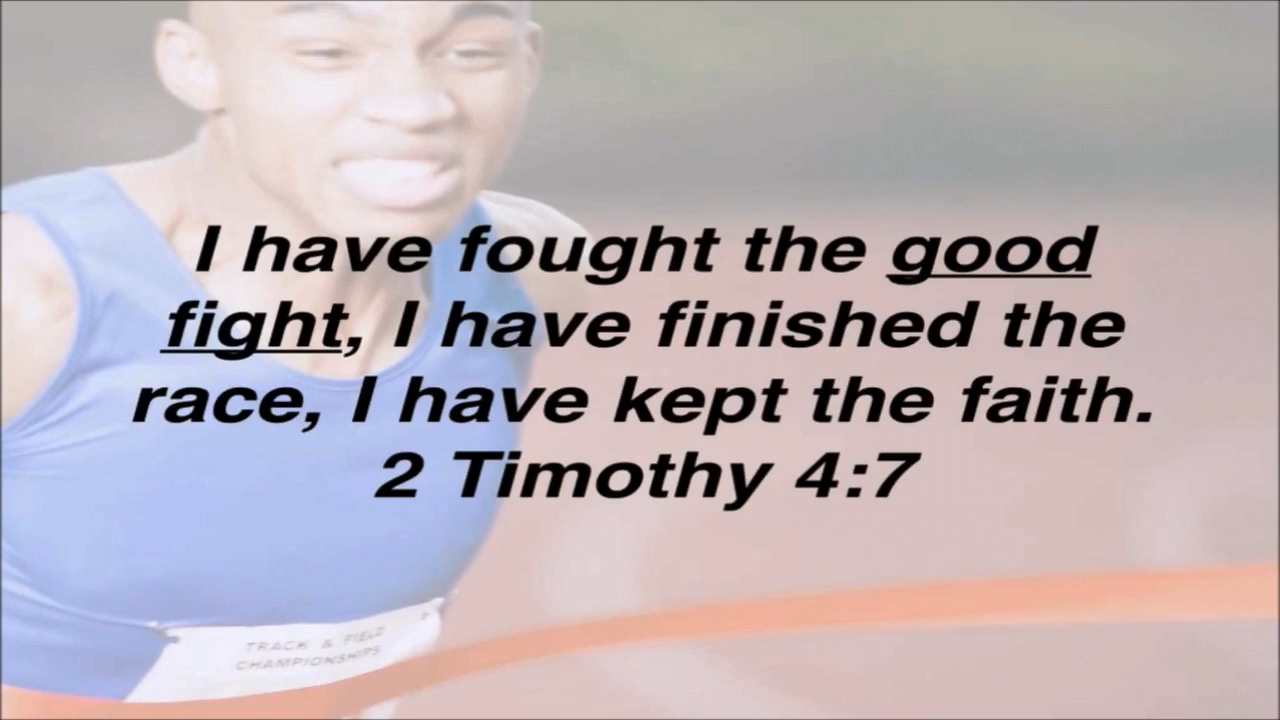 I have fought the good
fight, I have finished the
race, I have kept the faith.
2 Timothy 4:7
TRACK & FIELD
CHAMPIONSHIPS